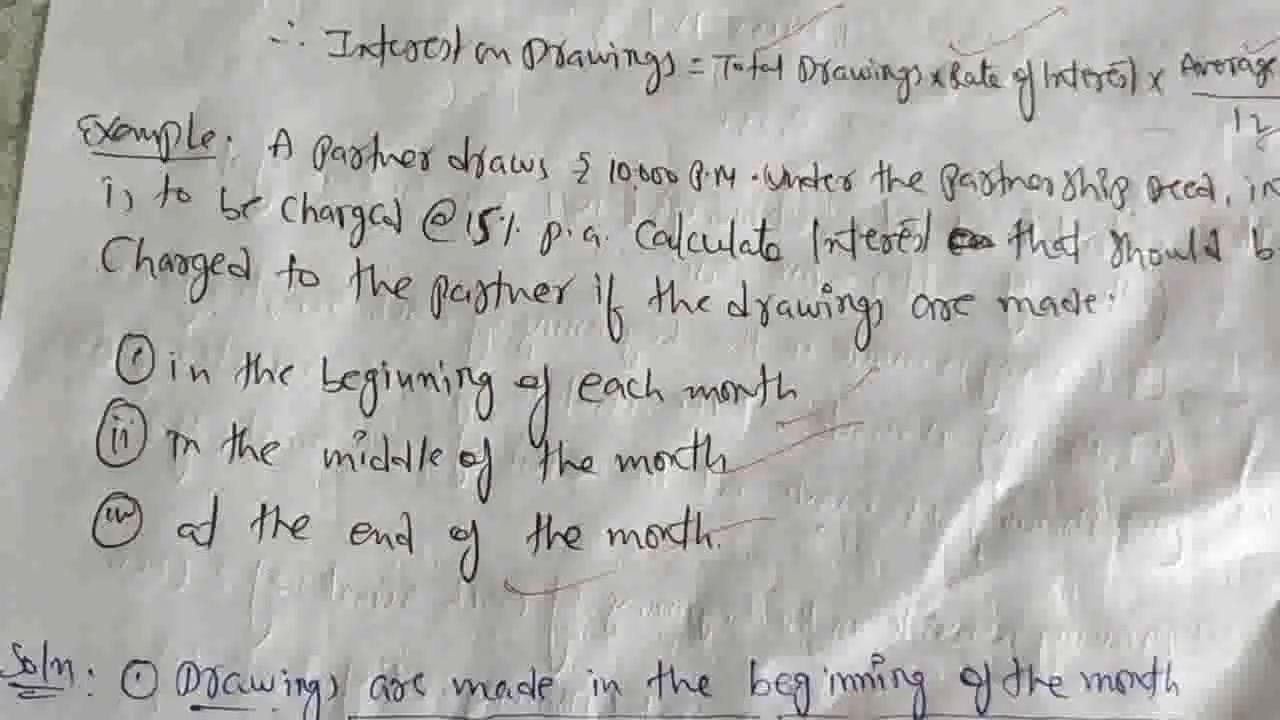 ∴ Interest on Drawings = Total Drawings × Rate of Interest × Average
12
Example: A partner draws ₹ 10,000 P.M. Under the partnership deed, in
is to be charged @ 15% p.a. Calculate Interest that should b
Charged to the partner if the drawings are made:
(i) in the beginning of each month
(ii) in the middle of the month
(iii) at the end of the month.
Soln: (i) Drawings are made in the beginning of the month